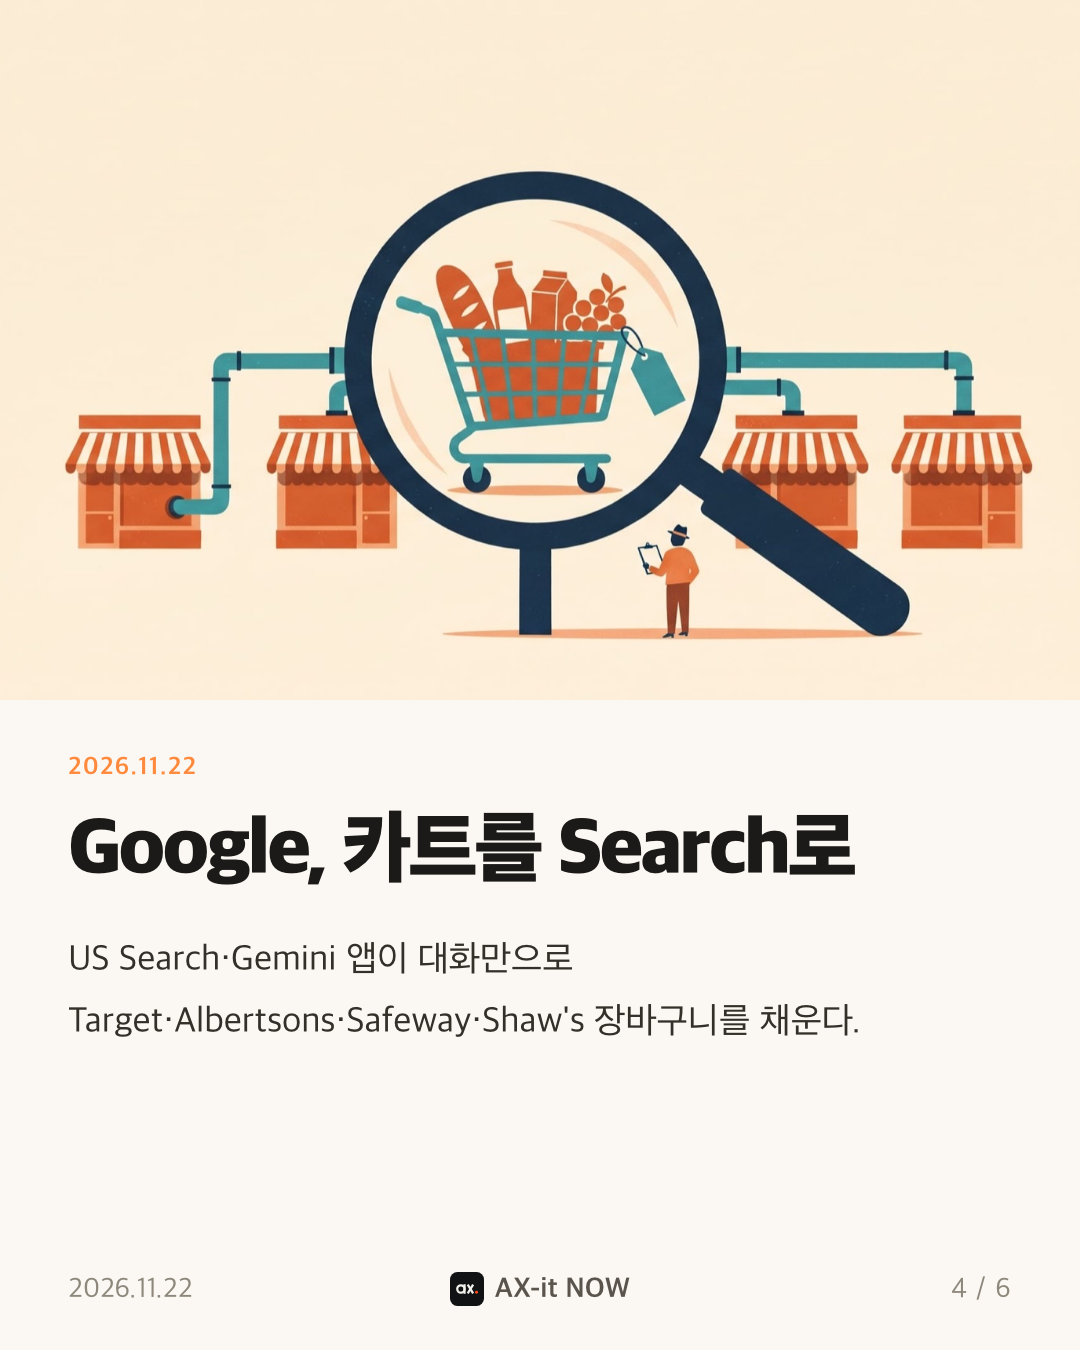 2026.11.22
Google, 카트를 Search로
US Search·Gemini 앱이 대화만으로
Target·Albertsons·Safeway·Shaw's 장바구니를 채운다.
2026.11.22
ax.
AX-it NOW
4 / 6